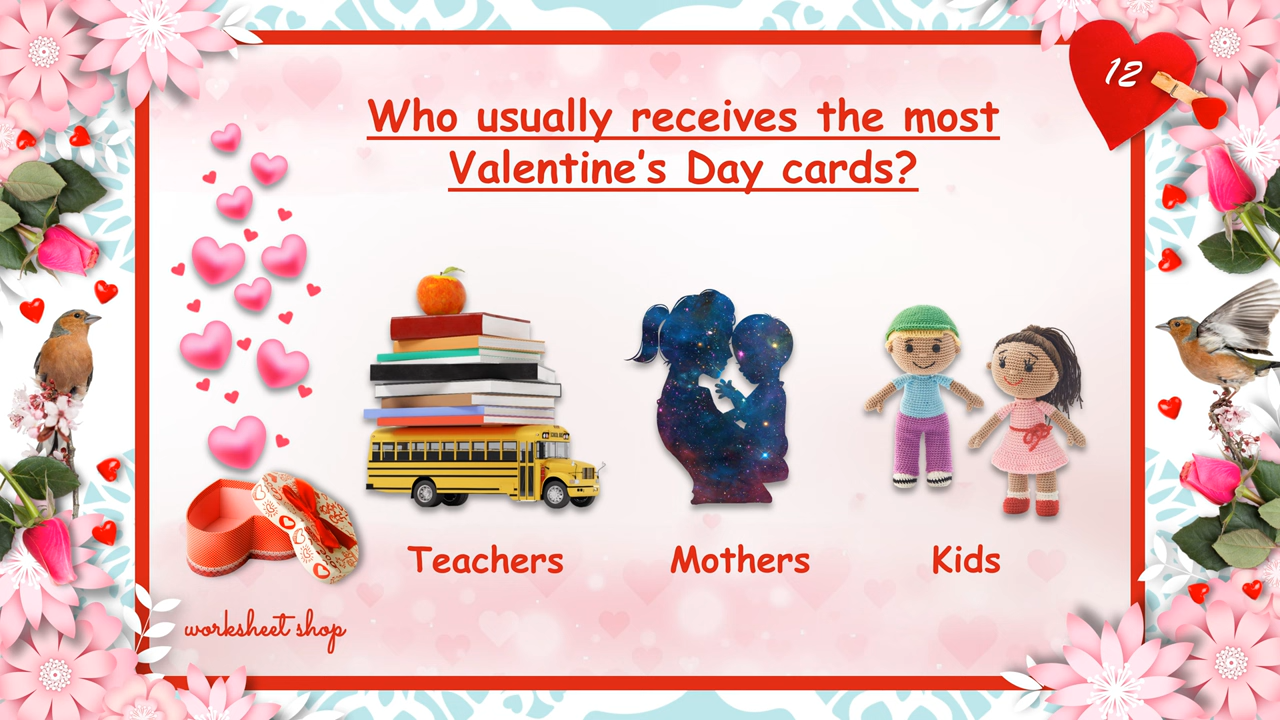 12
Who usually receives the most
Valentine's Day cards?
Teachers
Mothers
Kids
worksheet shop